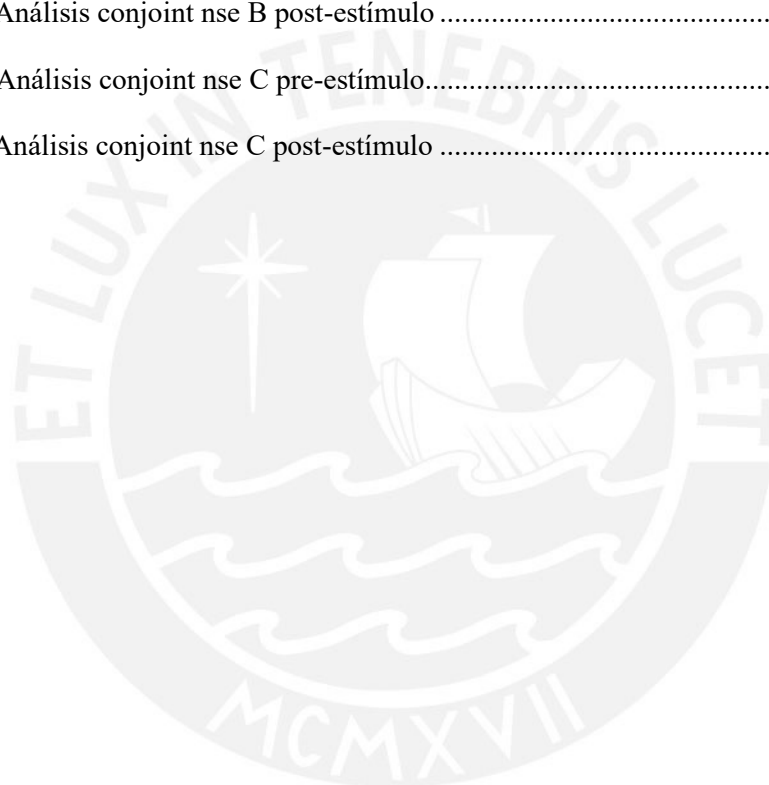 Análisis conjoint nse B post-estímulo ................................................
Análisis conjoint nse C pre-estímulo..................................................
Análisis conjoint nse C post-estímulo ................................................
ET LUX IN TENEBRIS LUCET
MCMXVII